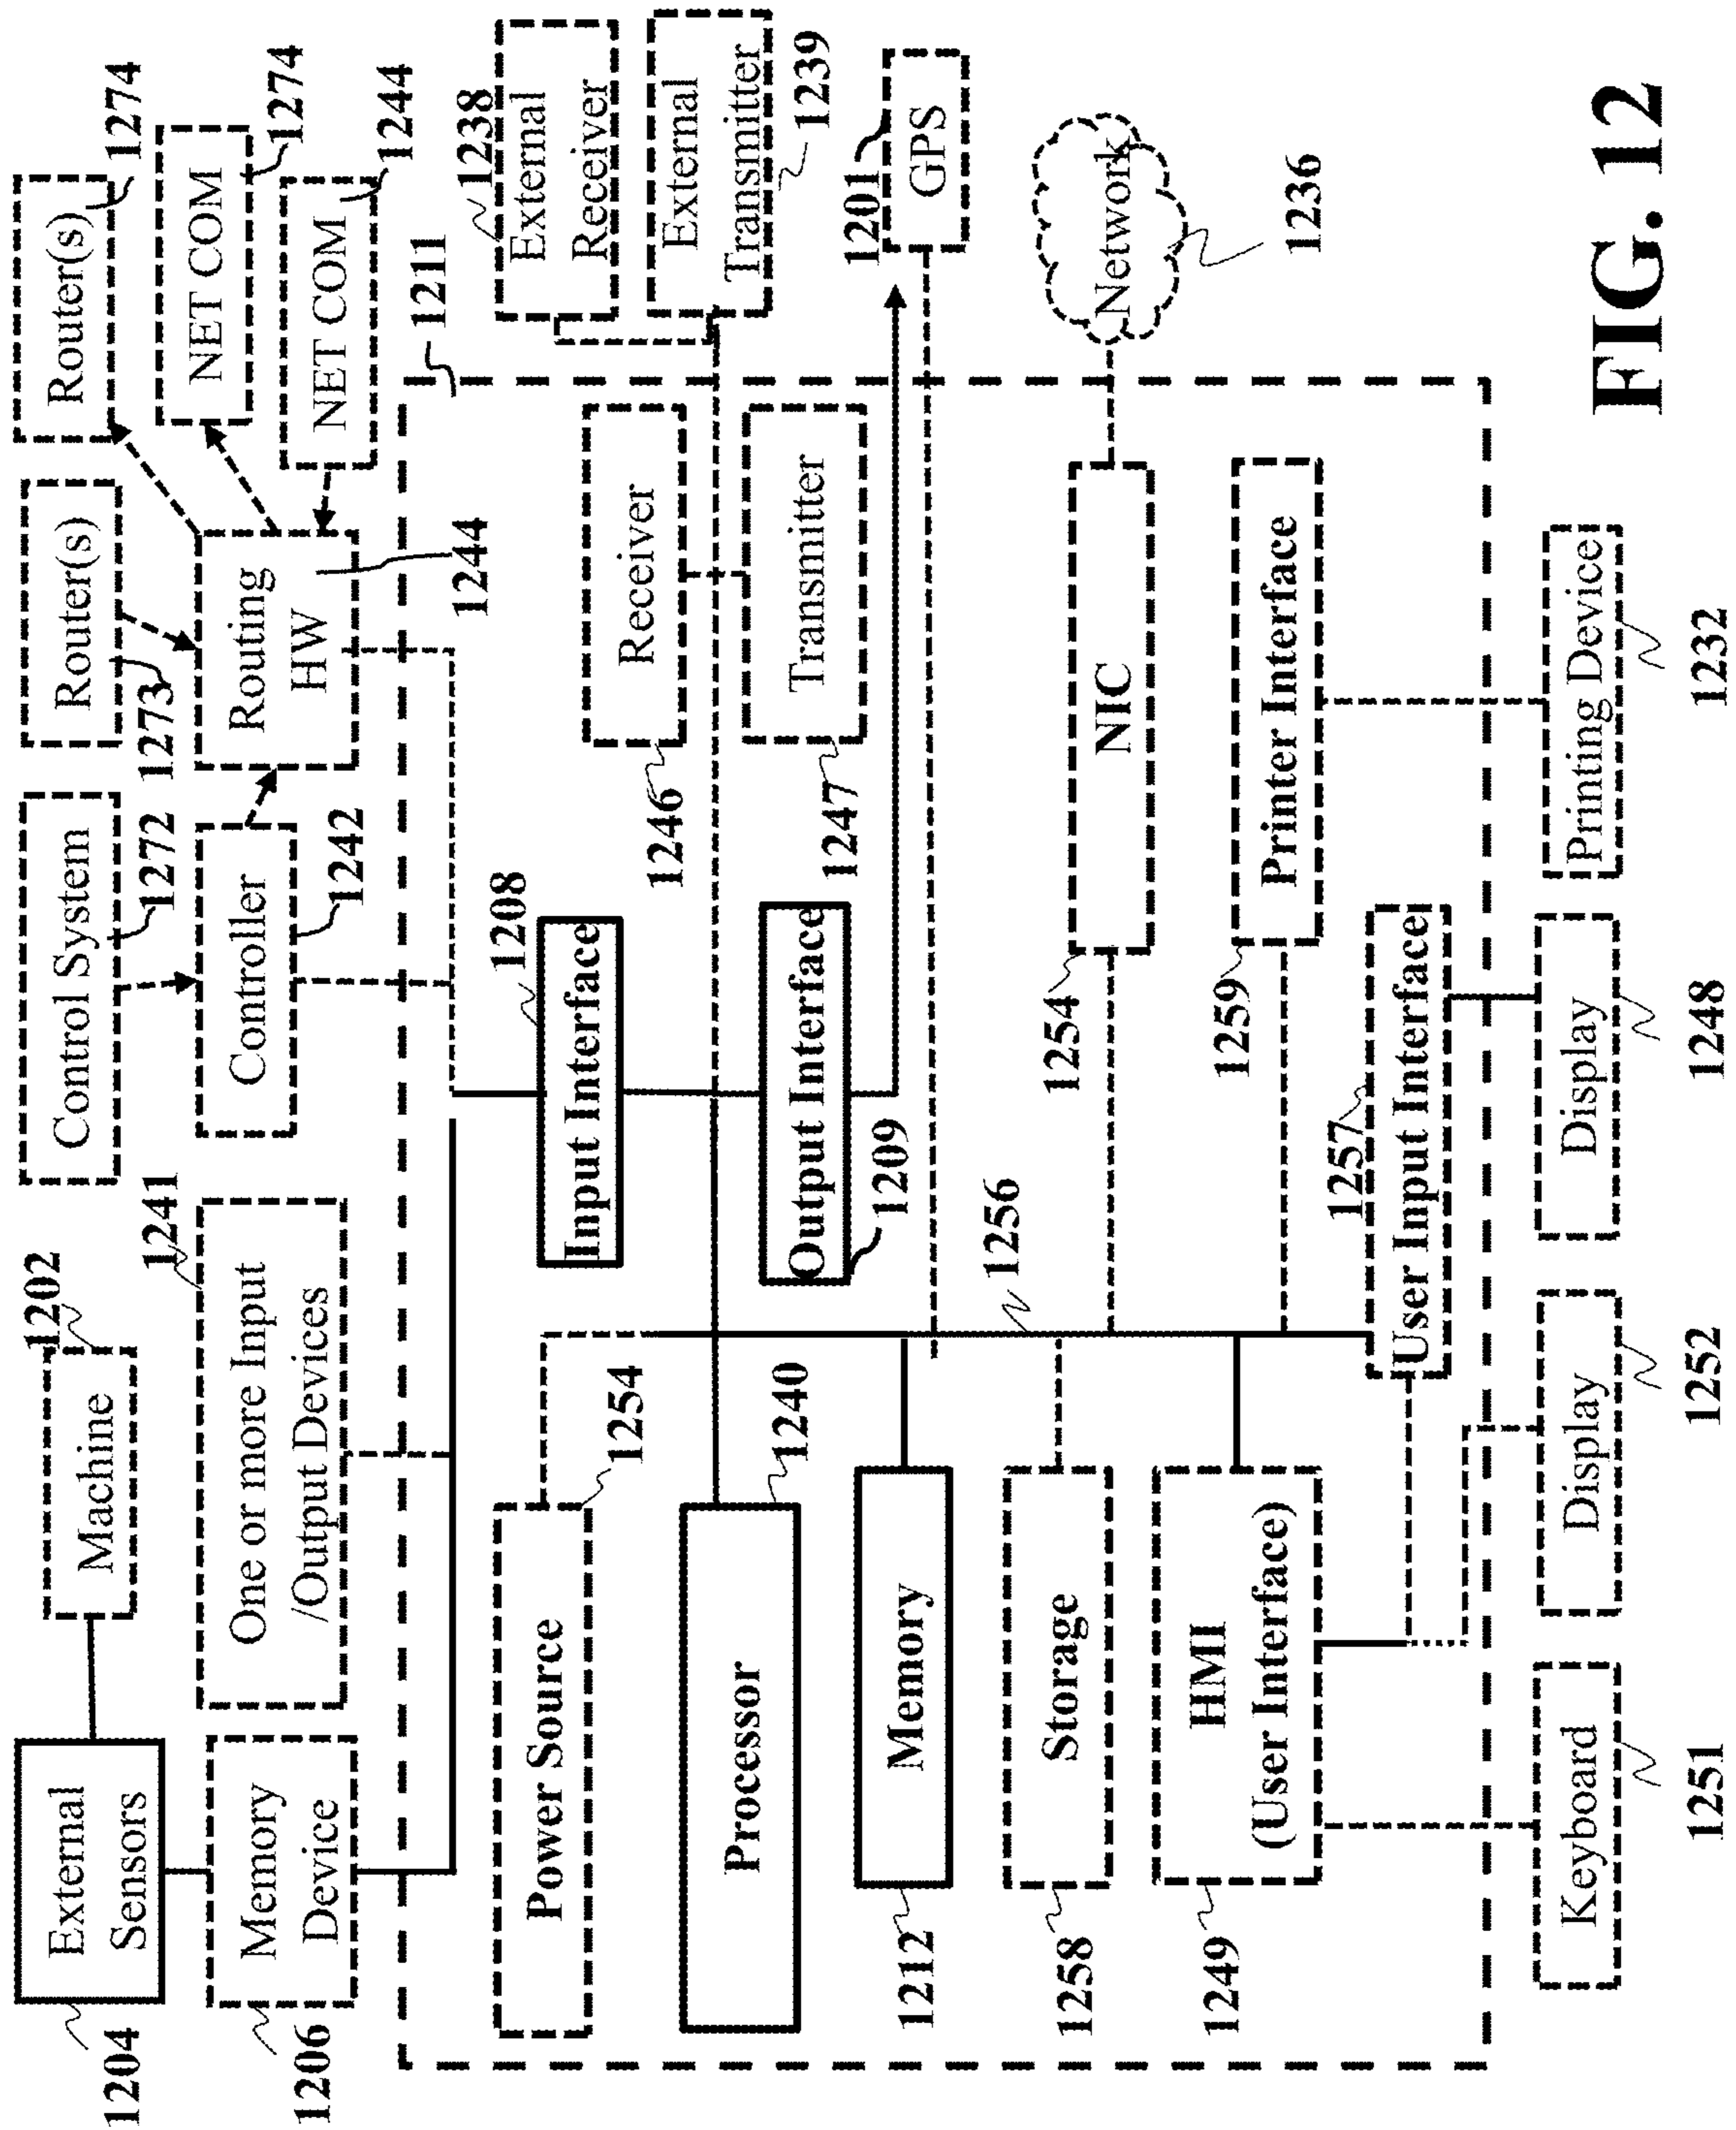 1202
1204
External
Sensors
Machine
Control System
1272
Router(s)
1273
Router(s)
1274
1206
Memory
Device
One or more Input
/Output Devices
1241
Controller
1242
Routing
HW
1244
NET COM
1274
NET COM
1244
1211
Power Source
1254
Input Interface
1208
Receiver
1246
External
Receiver
1238
Processor
1240
Output Interface
1209
Transmitter
1247
External
Transmitter
1239
Memory
1212
1256
GPS
1201
Storage
1258
NIC
1254
Network
1236
HMI
(User Interface)
1249
Printer Interface
1259
User Input Interface
1257
Keyboard
1251
Display
1252
Display
1248
Printing Device
1232
FIG. 12